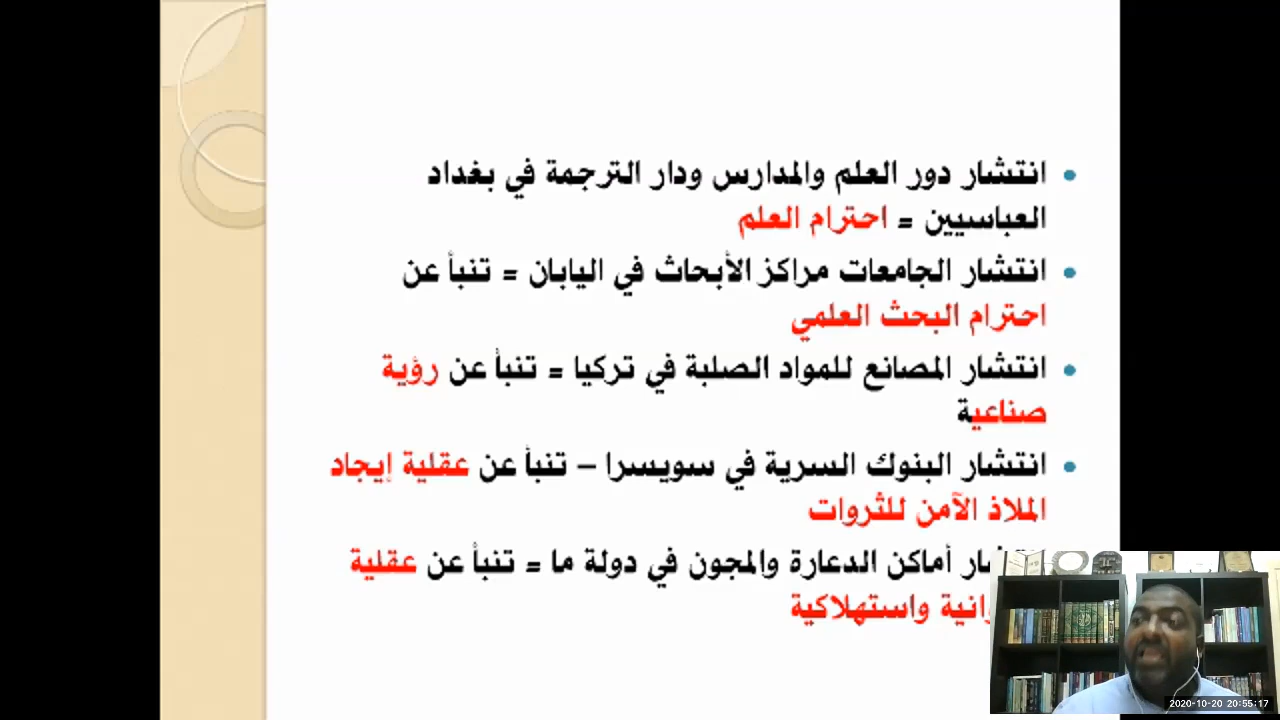 انتشار دور العلم والمدارس ودار الترجمة في بغداد
العباسيين = احترام العلم
انتشار الجامعات مراكز الأبحاث في اليابان = تنبأ عن
احترام البحث العلمي
انتشار المصانع للمواد الصلبة في تركيا = تنبأ عن رؤية
صناعية
انتشار البنوك السرية في سويسرا – تنبأ عن عقلية إيجاد
الملاذ الآمن للثروات
أماكن الدعارة والمجون في دولة ما = تنبأ عن عقلية
واستهلاكية
2020-10-20 20:55:17